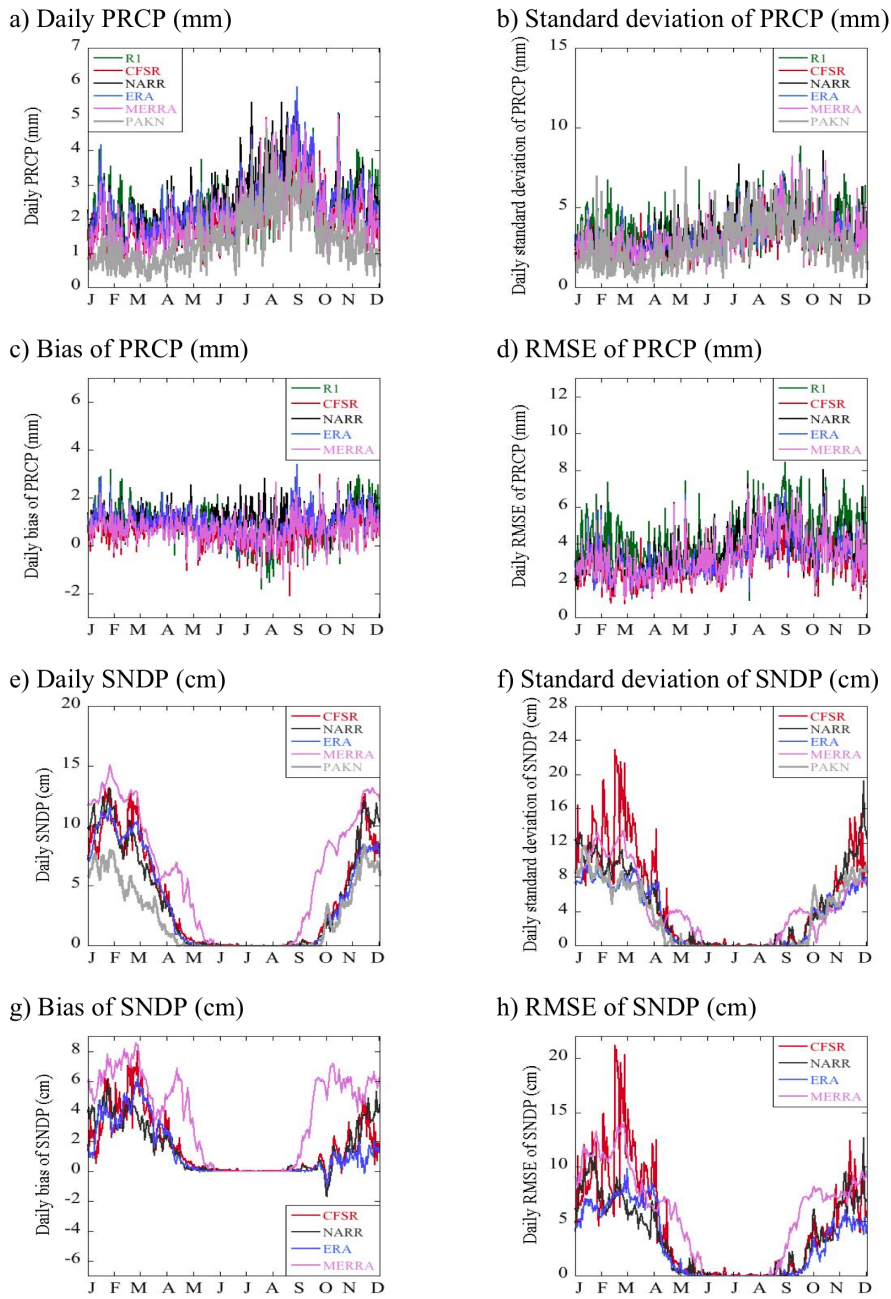 a) Daily PRCP (mm)
Daily PRCP (mm)
7
6
5
4
3
2
1
0
R1
CFSR
NARR
ERA
MERRA
PAKN
J F M A M J J A S O N D
b) Standard deviation of PRCP (mm)
Daily standard deviation of PRCP (mm)
15
10
5
0
R1
CFSR
NARR
ERA
MERRA
PAKN
J F M A M J J A S O N D
c) Bias of PRCP (mm)
Daily bias of PRCP (mm)
6
4
2
0
-2
R1
CFSR
NARR
ERA
MERRA
J F M A M J J A S O N D
d) RMSE of PRCP (mm)
Daily RMSE of PRCP (mm)
12
10
8
6
4
2
0
R1
CFSR
NARR
ERA
MERRA
J F M A M J J A S O N D
e) Daily SNDP (cm)
Daily SNDP (cm)
20
15
10
5
0
CFSR
NARR
ERA
MERRA
PAKN
J F M A M J J A S O N D
f) Standard deviation of SNDP (cm)
Daily standard deviation of SNDP (cm)
28
24
20
16
12
8
4
0
CFSR
NARR
ERA
MERRA
PAKN
J F M A M J J A S O N D
g) Bias of SNDP (cm)
Daily bias of SNDP (cm)
8
6
4
2
0
-2
-4
-6
CFSR
NARR
ERA
MERRA
J F M A M J J A S O N D
h) RMSE of SNDP (cm)
Daily RMSE of SNDP (cm)
20
15
10
5
0
CFSR
NARR
ERA
MERRA
J F M A M J J A S O N D